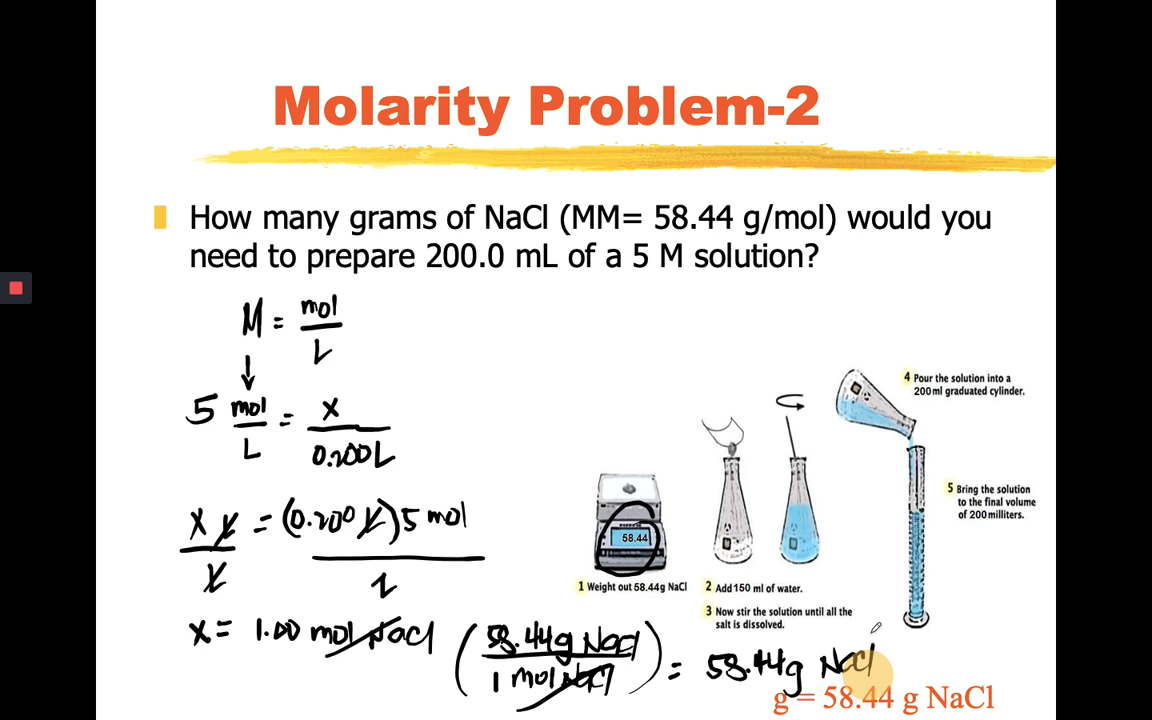 Molarity Problem-2
How many grams of NaCl (MM= 58.44 g/mol) would you
need to prepare 200.0 mL of a 5 M solution?
M = mol / L
5 mol / L = x / 0.200L
x L / L = (0.200 L) 5 mol / L
x = 1.00 mol NaCl (58.44g NaCl / 1 mol NaCl) = 58.44g NaCl
58.44
1 Weight out 58.44g NaCl
2 Add 150 ml of water.
3 Now stir the solution until all the
salt is dissolved.
4 Pour the solution into a
200ml graduated cylinder.
5 Bring the solution
to the final volume
of 200 milliters.
g = 58.44 g NaCl